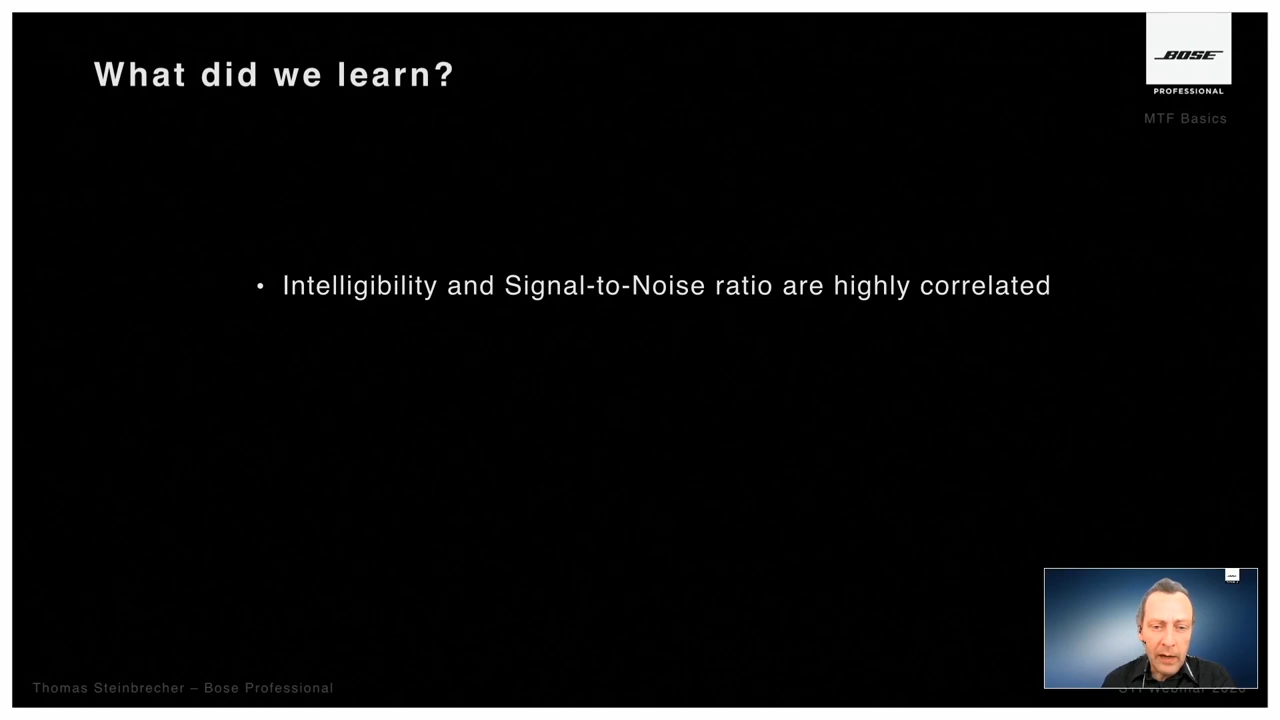 What did we learn?
BOSE
PROFESSIONAL
MTF Basics
• Intelligibility and Signal-to-Noise ratio are highly correlated
Thomas Steinbrecher – Bose Professional
Webinar